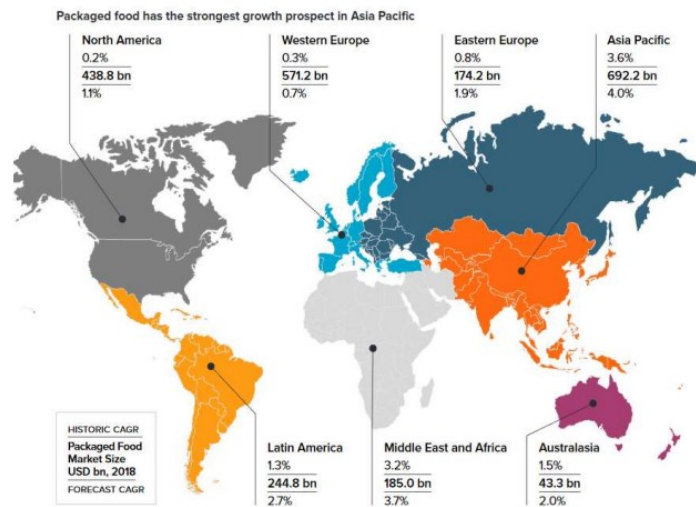 Packaged food has the strongest growth prospect in Asia Pacific
North America
0.2%
438.8 bn
1.1%
Western Europe
0.3%
571.2 bn
0.7%
Eastern Europe
0.8%
174.2 bn
1.9%
Asia Pacific
3.6%
692.2 bn
4.0%
HISTORIC CAGR
Packaged Food
Market Size
USD bn, 2018
FORECAST CAGR
Latin America
1.3%
244.8 bn
2.7%
Middle East and Africa
3.2%
185.0 bn
3.7%
Australasia
1.5%
43.3 bn
2.0%